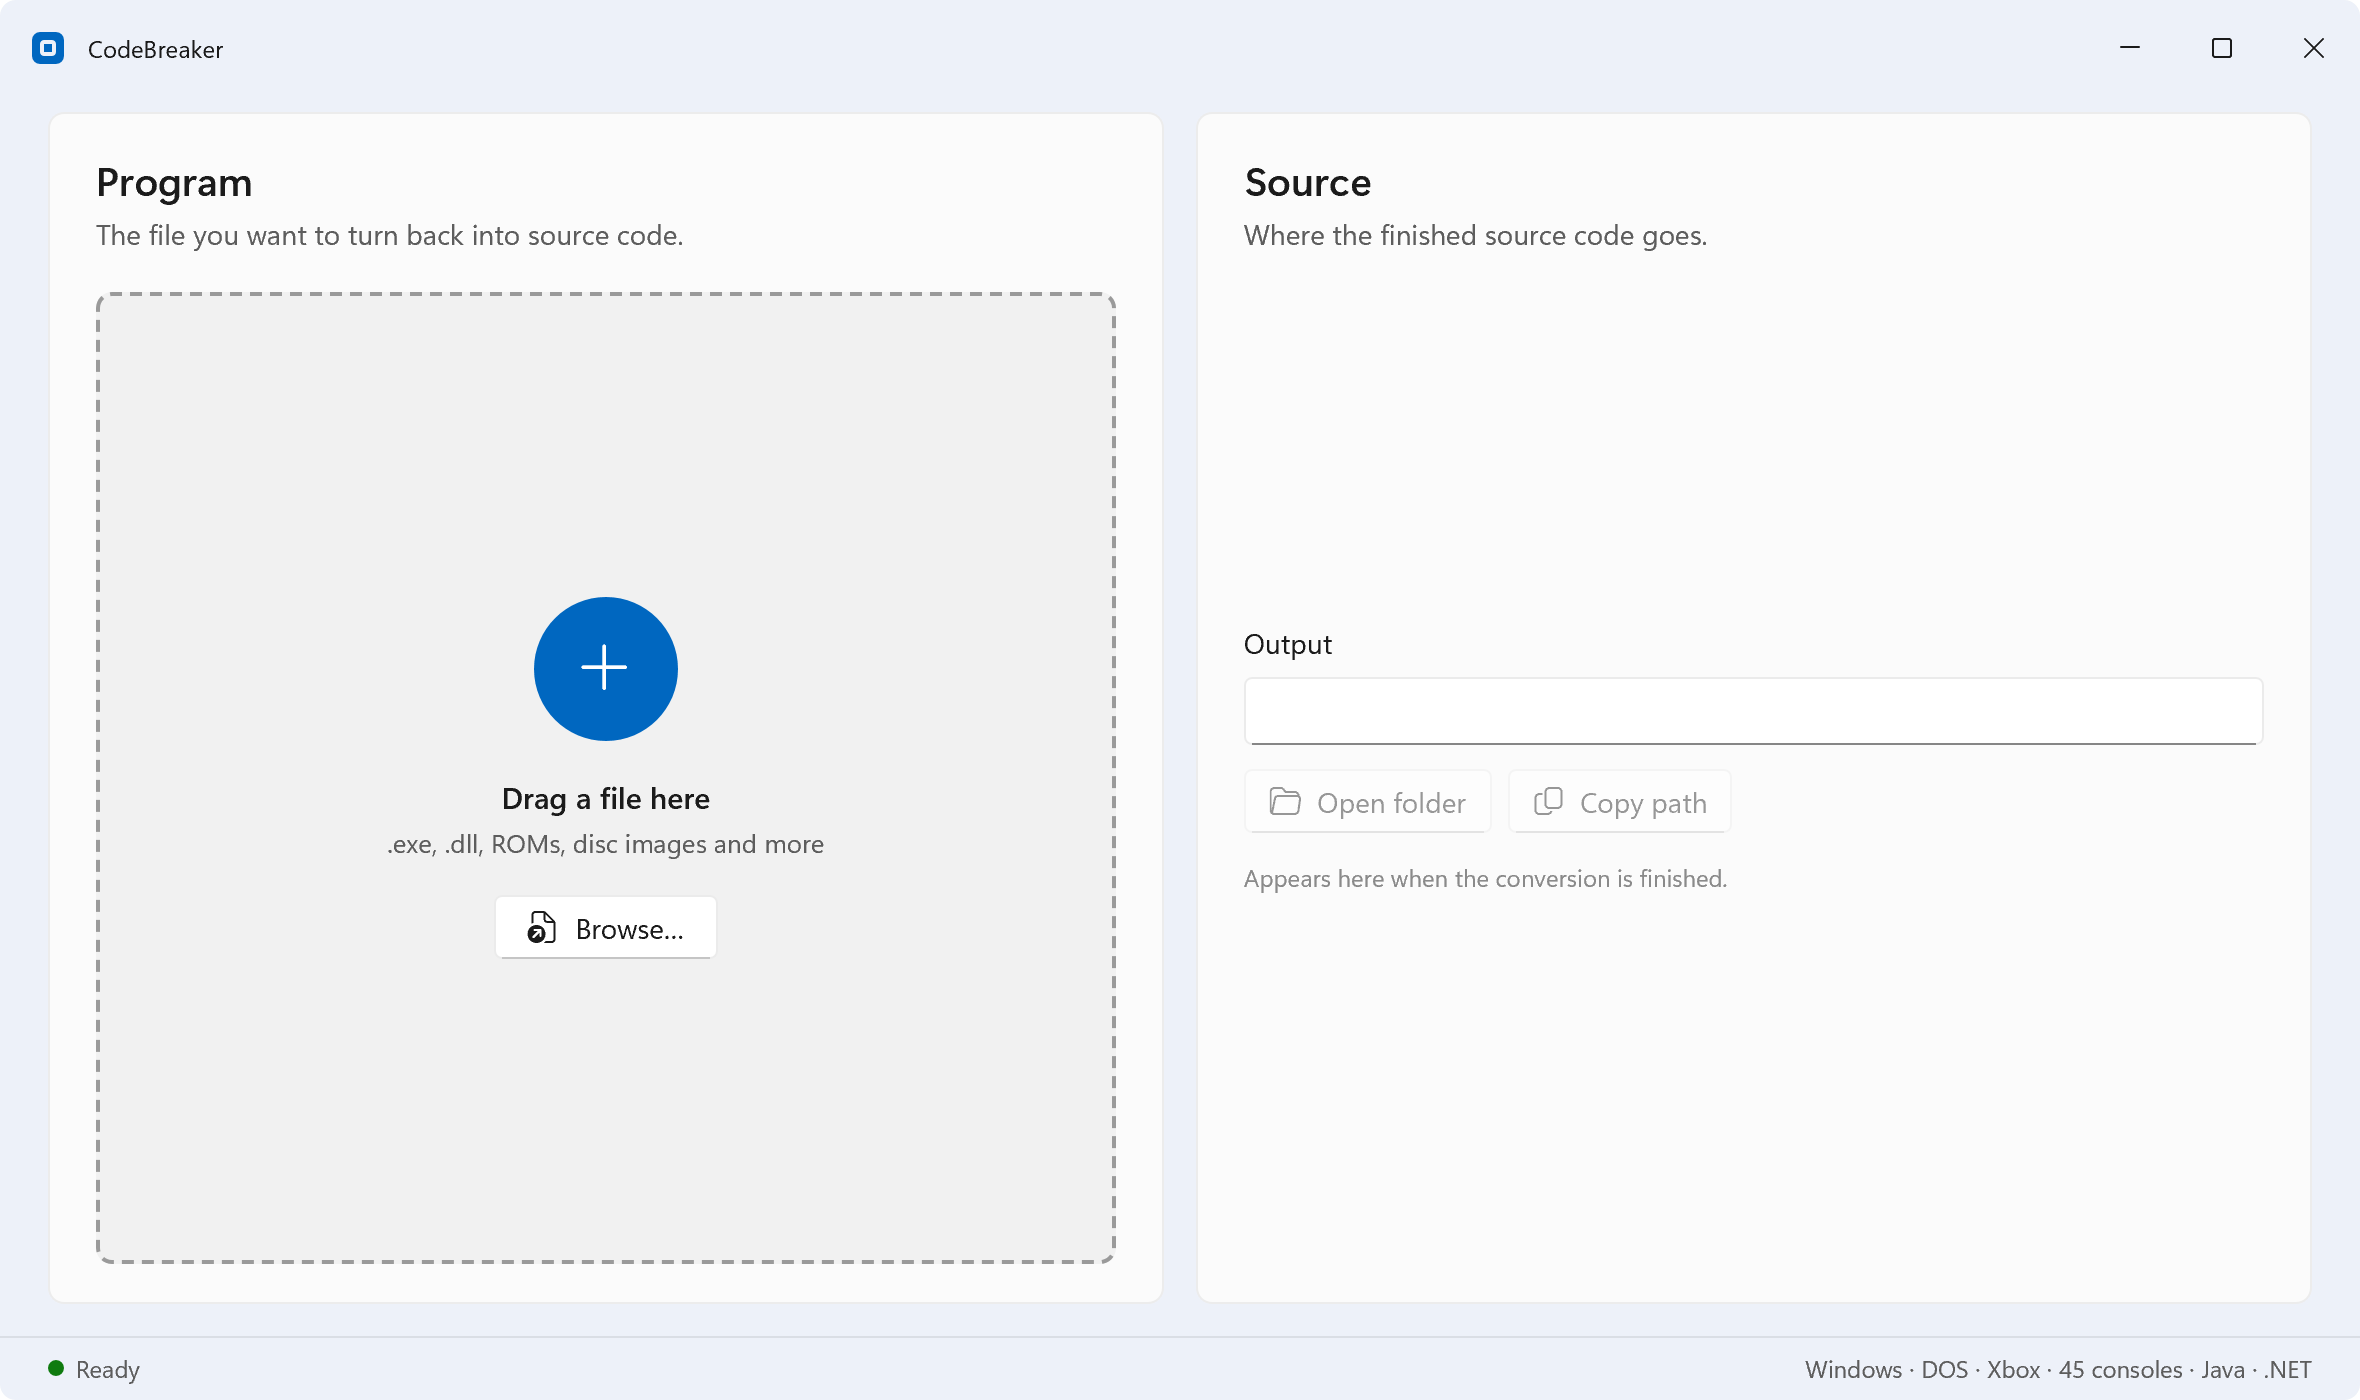 CodeBreaker
Program
The file you want to turn back into source code.
Drag a file here
.exe, .dll, ROMs, disc images and more
Browse...
Source
Where the finished source code goes.
Output
Open folder
Copy path
Appears here when the conversion is finished.
Ready
Windows · DOS · Xbox · 45 consoles · Java · .NET